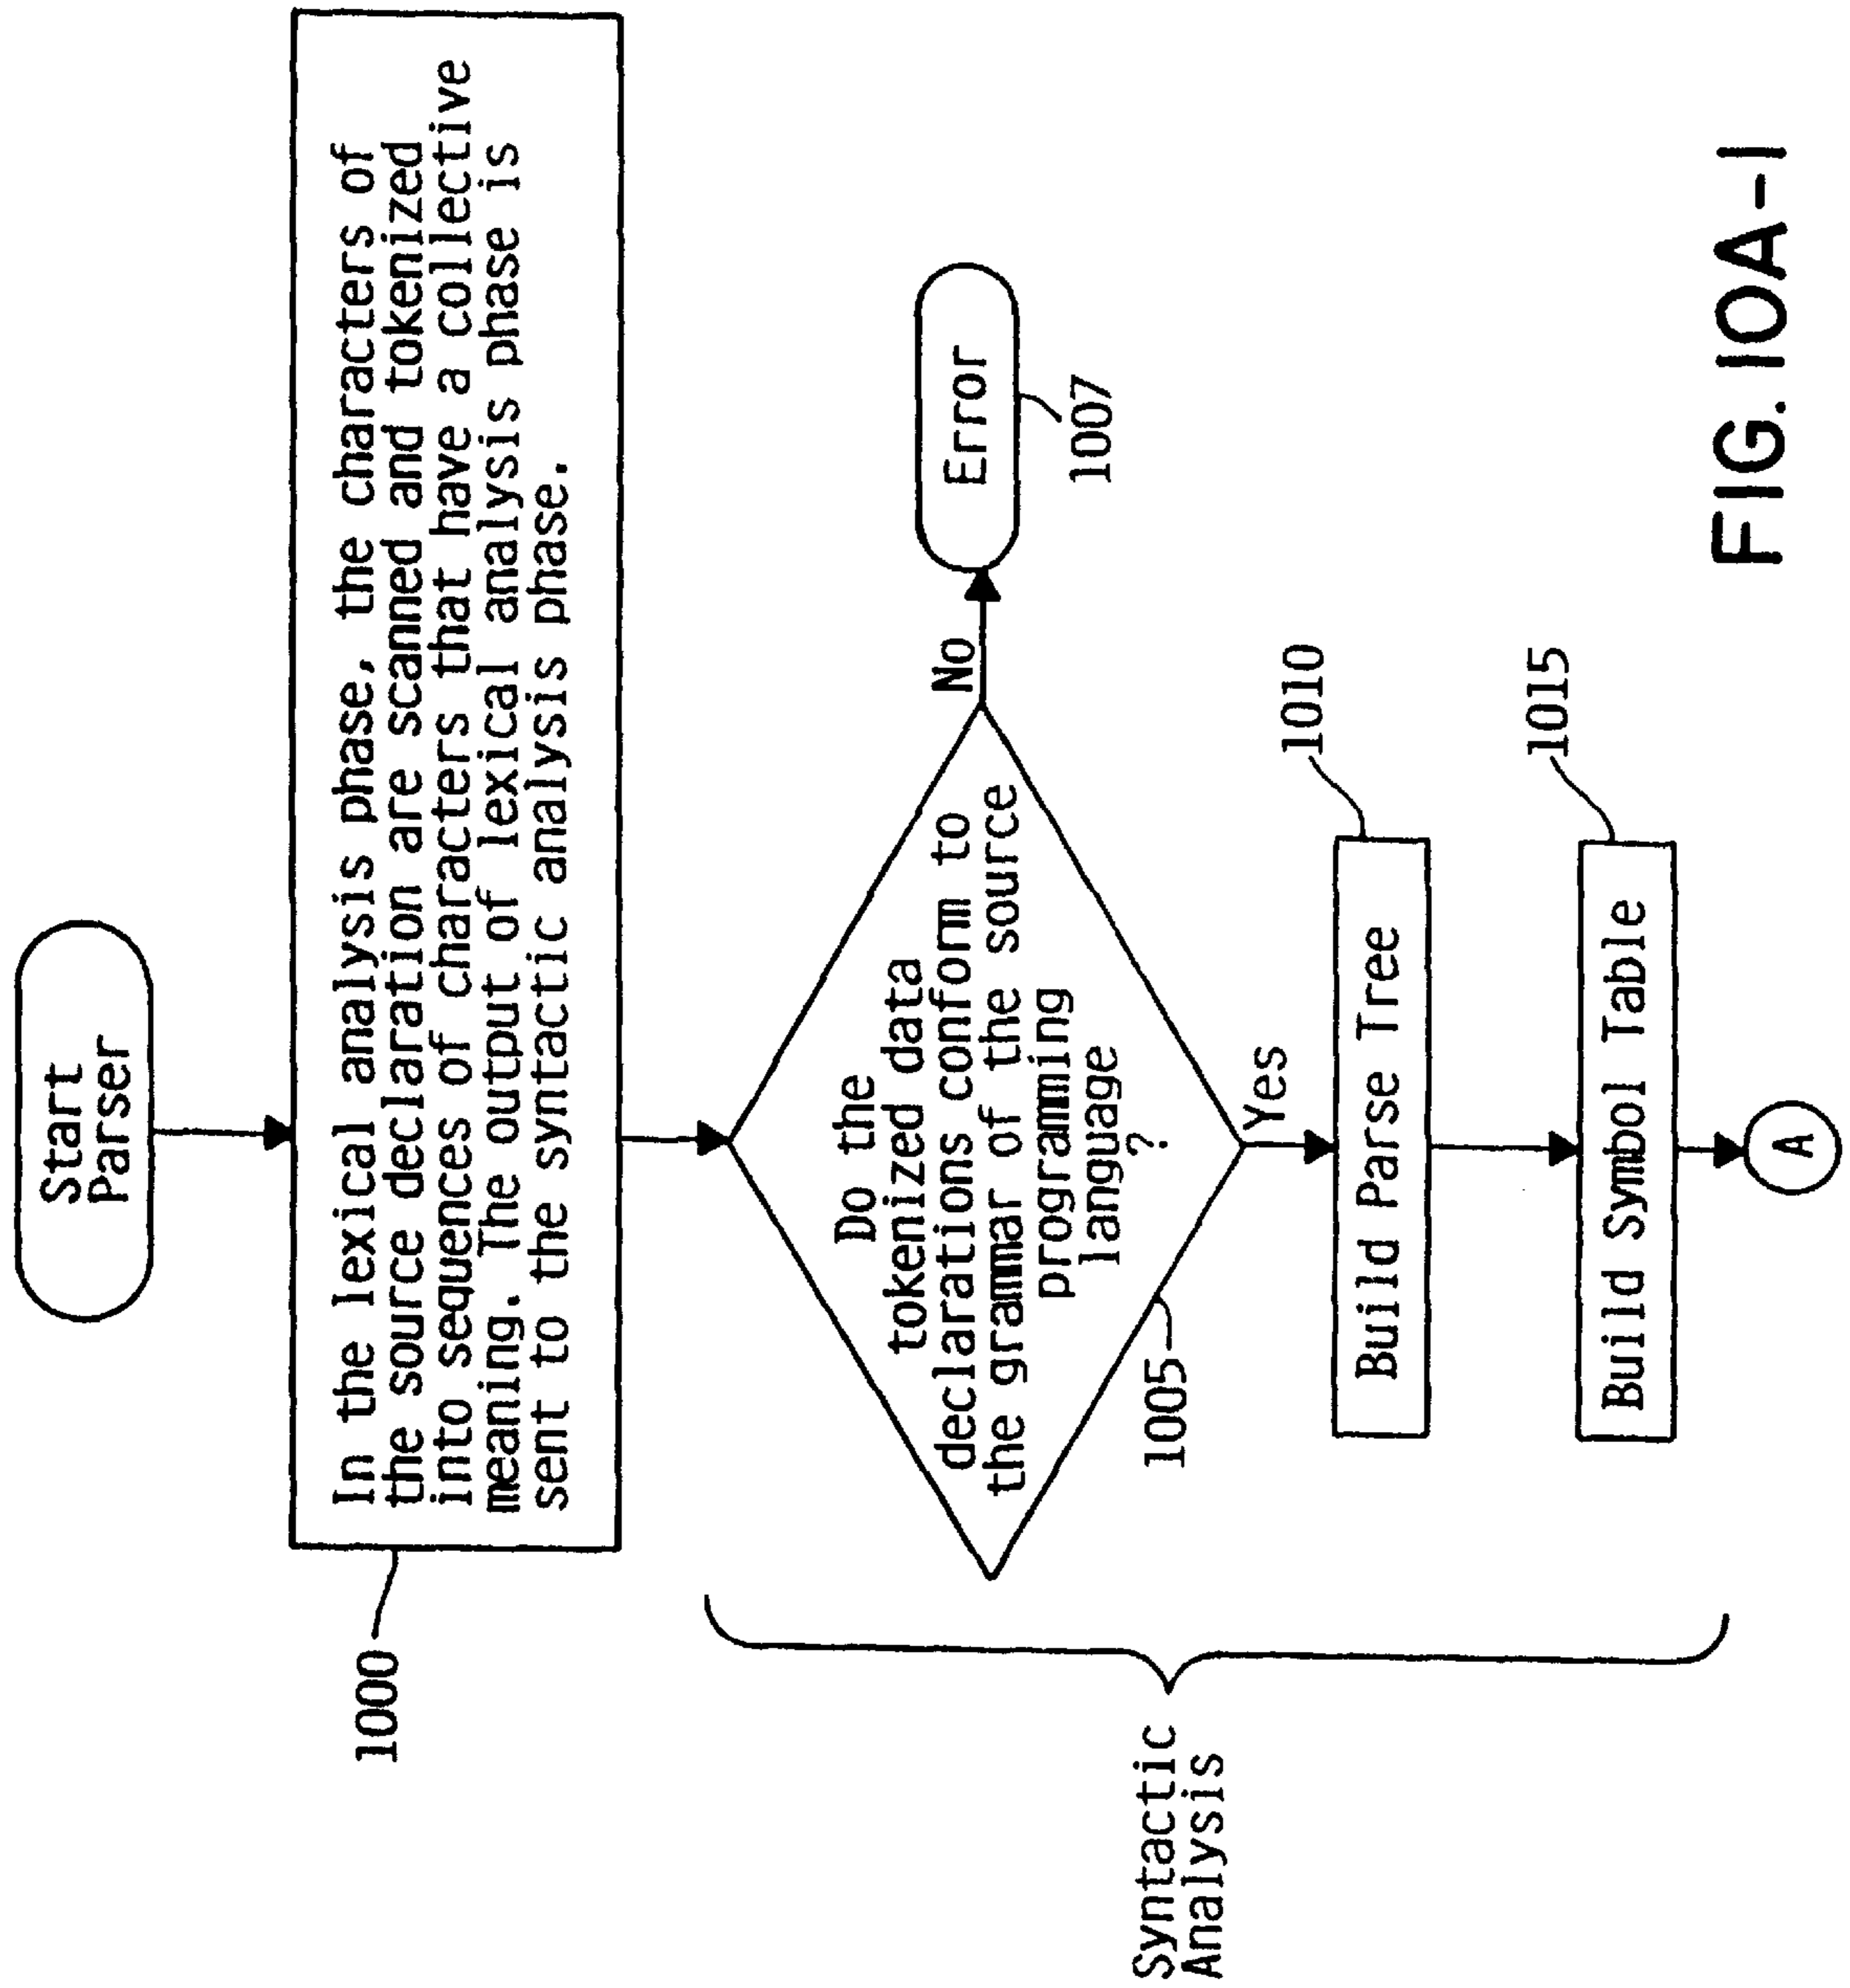 Start
Parser
In the lexical analysis phase, the characters of
the source declaration are scanned and tokenized
into sequences of characters that have a collective
meaning. The output of lexical analysis phase is
sent to the syntactic analysis phase.
1000
Do the
tokenized data
declarations conform to
the grammar of the source
programming
language
?
1005
No
Error
1007
Yes
Build Parse Tree
1010
Build Symbol Table
1015
A
Syntactic
Analysis
FIG. 10A-1